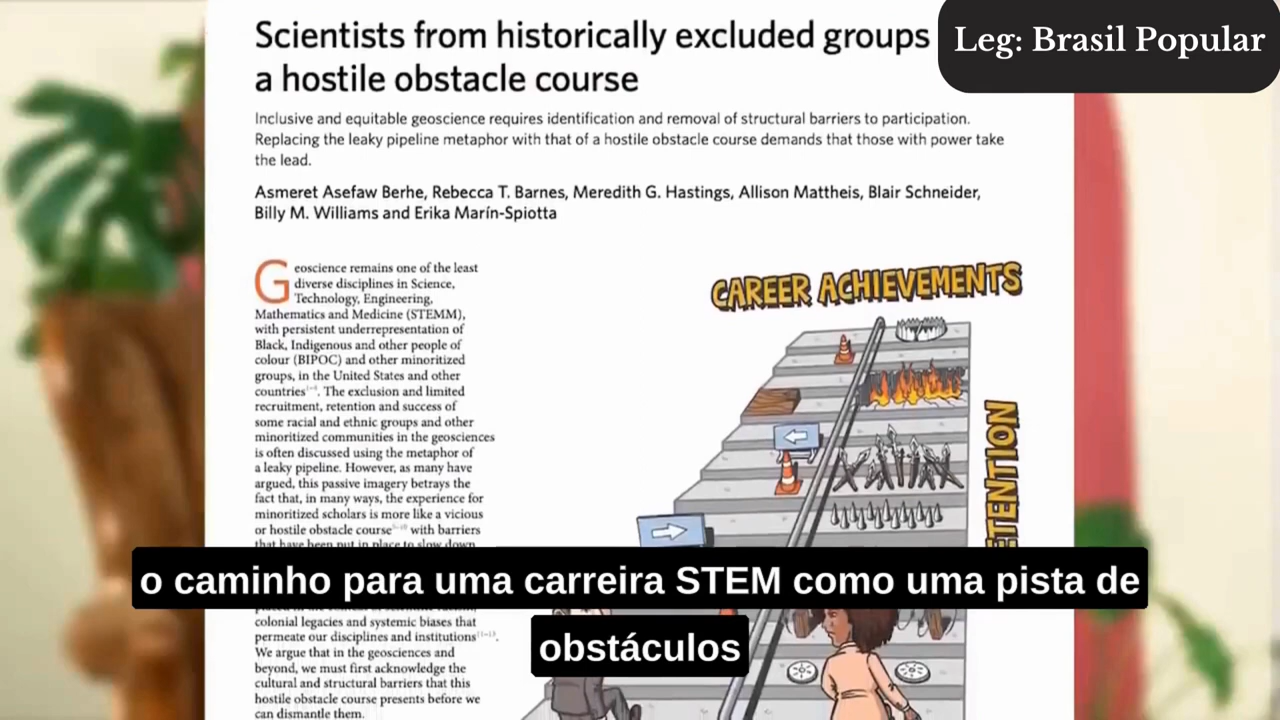 Scientists from historically excluded groups
a hostile obstacle course
Leg: Brasil Popular
Inclusive and equitable geoscience requires identification and removal of structural barriers to participation.
Replacing the leaky pipeline metaphor with that of a hostile obstacle course demands that those with power take
the lead.
Asmeret Asefaw Berhe, Rebecca T. Barnes, Meredith G. Hastings, Allison Mattheis, Blair Schneider,
Billy M. Williams and Erika Marín-Spiotta
Geoscience remains one of the least
diverse disciplines in Science,
Technology, Engineering,
Mathematics and Medicine (STEMM),
with persistent underrepresentation of
Black, Indigenous and other people of
colour (BIPOC) and other minoritized
groups, in the United States and other
countries. The exclusion and limited
recruitment, retention and success of
some racial and ethnic groups and other
minoritized communities in the geosciences
is often discussed using the metaphor of
a leaky pipeline. However, as many have
argued, this passive imagery betrays the
fact that, in many ways, the experience for
minoritized scholars is more like a vicious
or hostile obstacle course with barriers
that have been put in place to slow down
colonial legacies and systemic biases that
permeate our disciplines and institutions.
We argue that in the geosciences and
beyond, we must first acknowledge the
cultural and structural barriers that this
hostile obstacle course presents before we
can dismantle them.
CAREER ACHIEVEMENTS
ETENTION
o caminho para uma carreira STEM como uma pista de
obstáculos